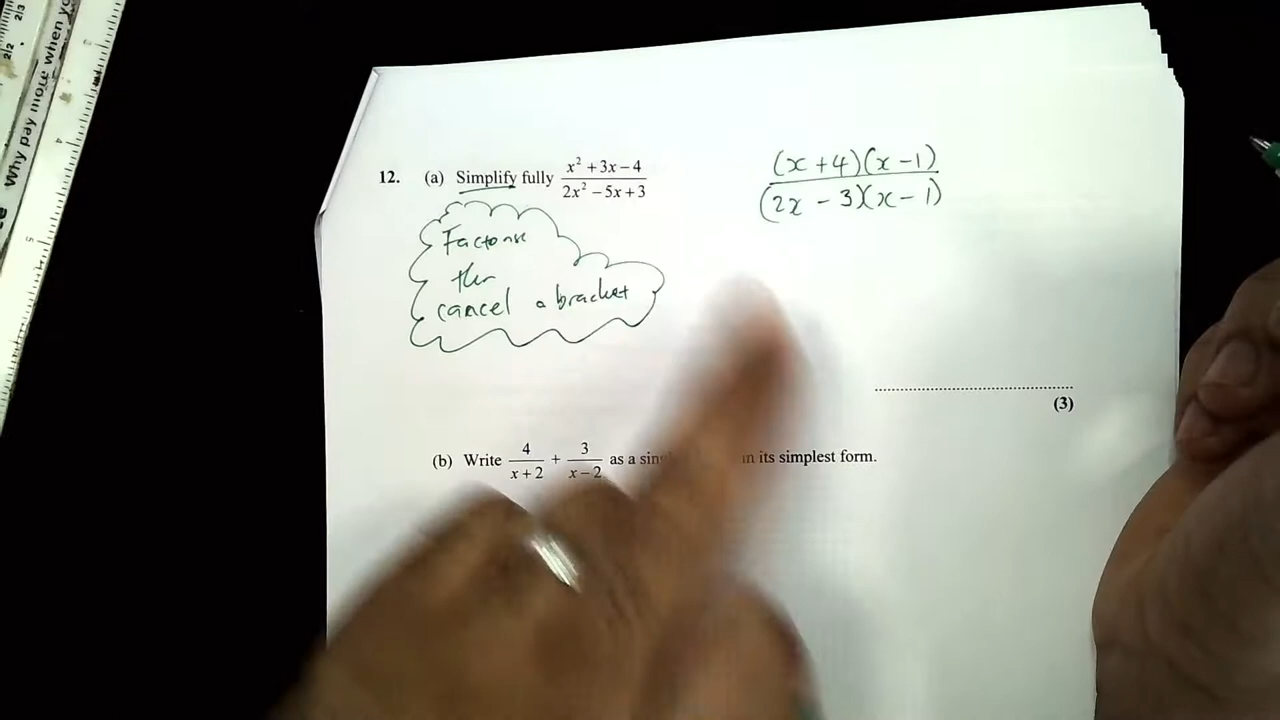 Why pay more when
12. (a) Simplify fully x² + 3x − 4 / 2x² − 5x + 3
(x + 4)(x − 1) / (2x − 3)(x − 1)
Factorise
then
cancel a bracket
(3)
(b) Write 4 / x + 2 + 3 / x − 2 as a in its simplest form.